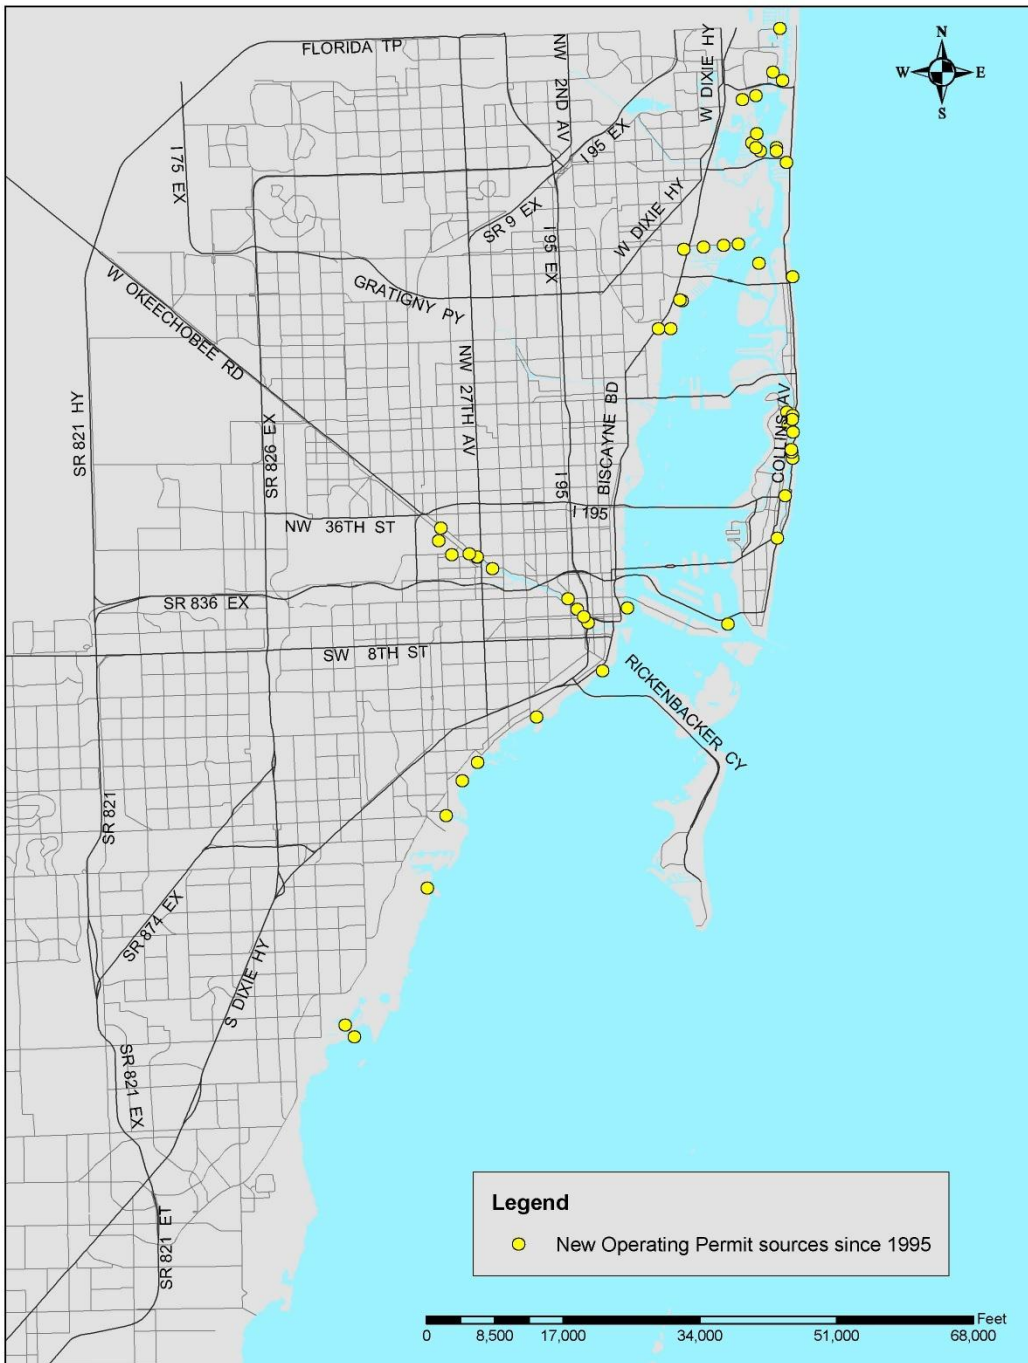 FLORIDA TP
NW 2ND AV
W DIXIE HY
N
W E
S
I 75 EX
I 95 EX
SR 9 EX
W DIXIE HY
I 95 EX
W OKEECHOBEE RD
GRATIGNY PY
SR 821 HY
SR 826 EX
NW 27TH AV
BISCAYNE BD
COLLINS AV
I 95
I 195
NW 36TH ST
SR 836 EX
SW 8TH ST
RICKENBACKER CY
SR 821
SR 874 EX
S DIXIE HY
SR 821 EX
SR 821 ET
Legend
New Operating Permit sources since 1995
Feet
0 8,500 17,000 34,000 51,000 68,000